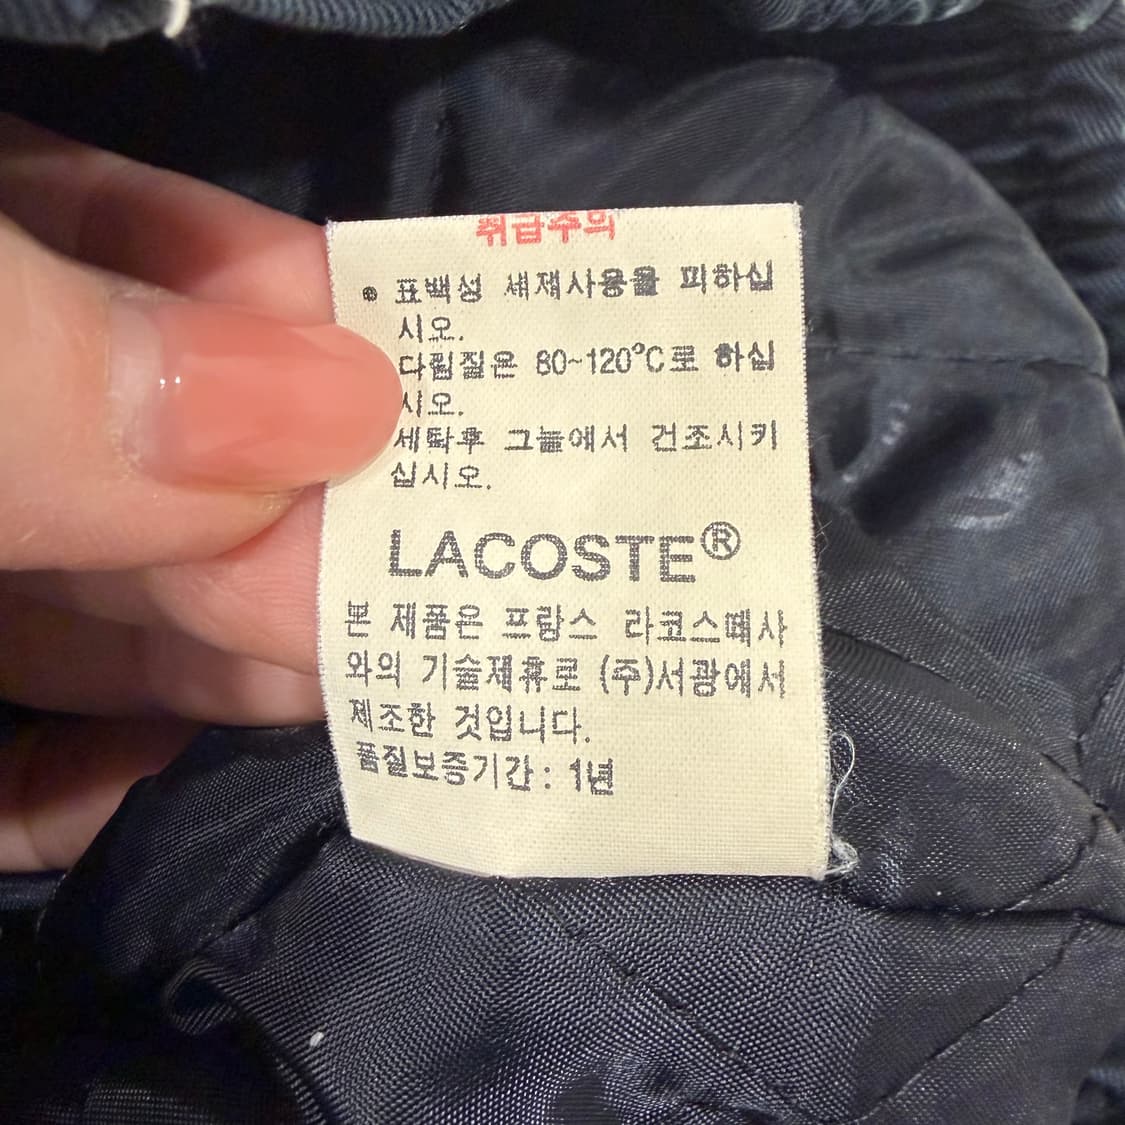 취급주의
● 표백성 세제사용을 피하십
시오.
다림질은 80~120°C로 하십
시오.
세탁후 그늘에서 건조시키
십시오.
LACOSTE®
본 제품은 프랑스 라코스떼사
와의 기술제휴로 (주)서광에서
제조한 것입니다.
품질보증기간 : 1년